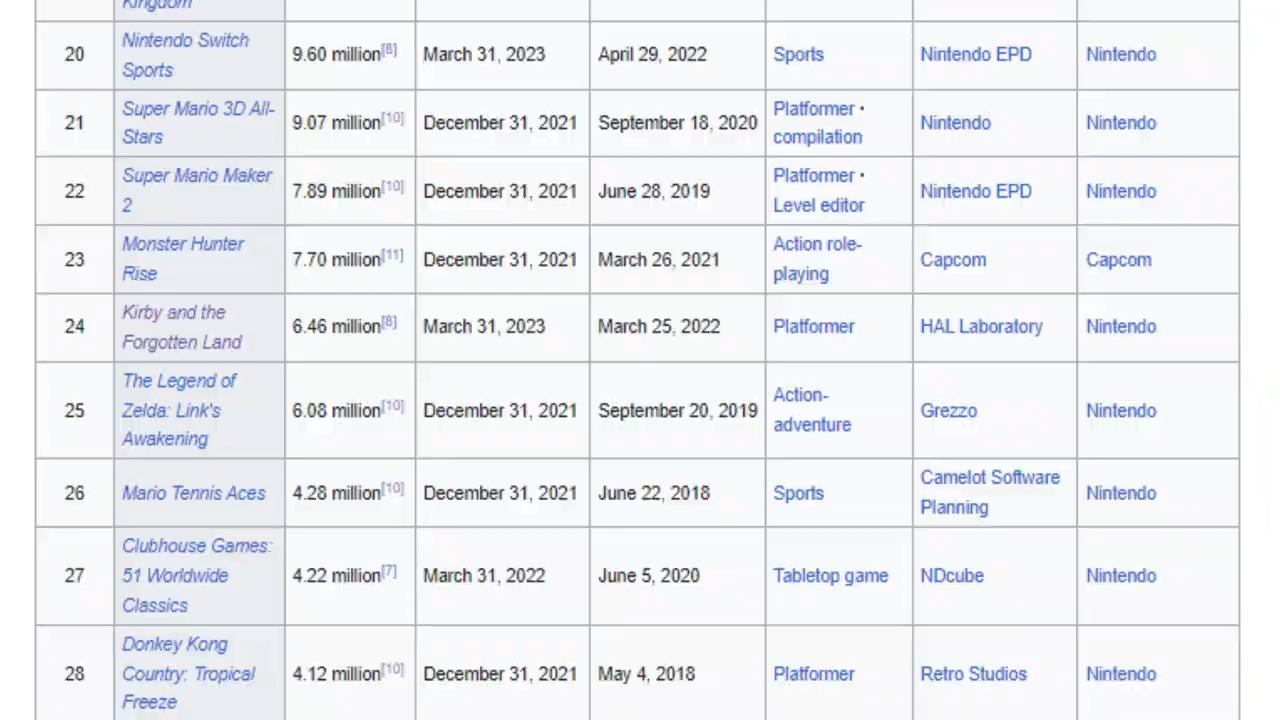 Kingdom
20 Nintendo Switch Sports 9.60 million[8] March 31, 2023 April 29, 2022 Sports Nintendo EPD Nintendo
21 Super Mario 3D All-Stars 9.07 million[10] December 31, 2021 September 18, 2020 Platformer • compilation Nintendo Nintendo
22 Super Mario Maker 2 7.89 million[10] December 31, 2021 June 28, 2019 Platformer • Level editor Nintendo EPD Nintendo
23 Monster Hunter Rise 7.70 million[11] December 31, 2021 March 26, 2021 Action role-playing Capcom Capcom
24 Kirby and the Forgotten Land 6.46 million[8] March 31, 2023 March 25, 2022 Platformer HAL Laboratory Nintendo
25 The Legend of Zelda: Link's Awakening 6.08 million[10] December 31, 2021 September 20, 2019 Action-adventure Grezzo Nintendo
26 Mario Tennis Aces 4.28 million[10] December 31, 2021 June 22, 2018 Sports Camelot Software Planning Nintendo
27 Clubhouse Games: 51 Worldwide Classics 4.22 million[7] March 31, 2022 June 5, 2020 Tabletop game NDcube Nintendo
28 Donkey Kong Country: Tropical Freeze 4.12 million[10] December 31, 2021 May 4, 2018 Platformer Retro Studios Nintendo